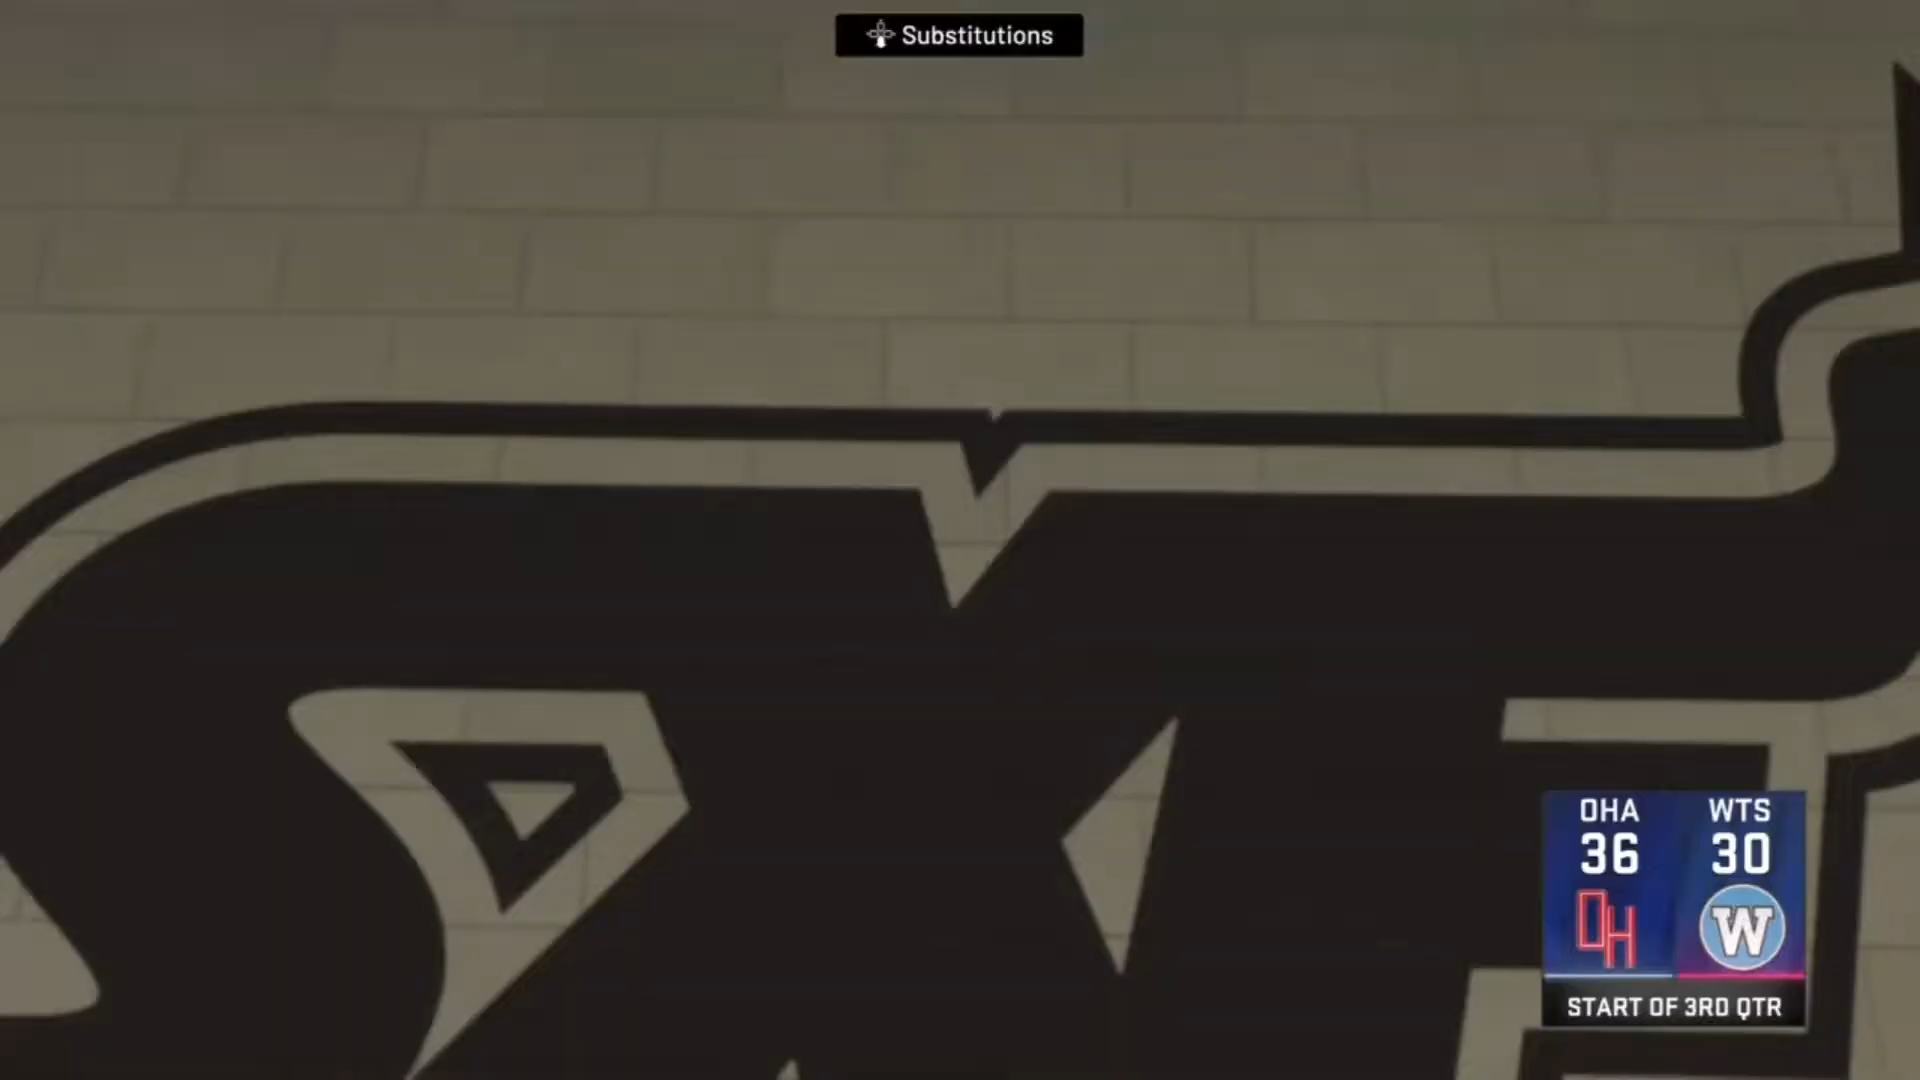 Substitutions
OHA WTS
36 30
OH W
START OF 3RD QTR